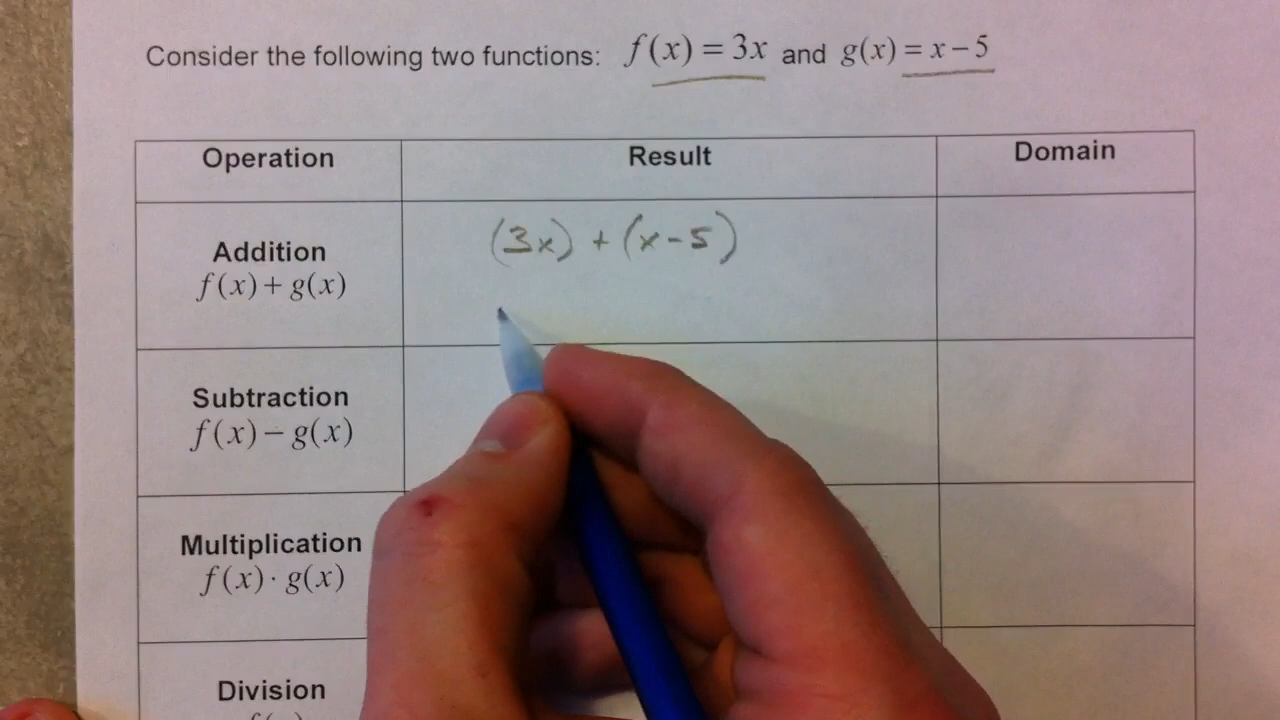 Consider the following two functions: f(x) = 3x and g(x) = x − 5
Operation Result Domain
(3x) + (x - 5)
Addition
f(x) + g(x)
Subtraction
f(x) − g(x)
Multiplication
f(x) · g(x)
Division